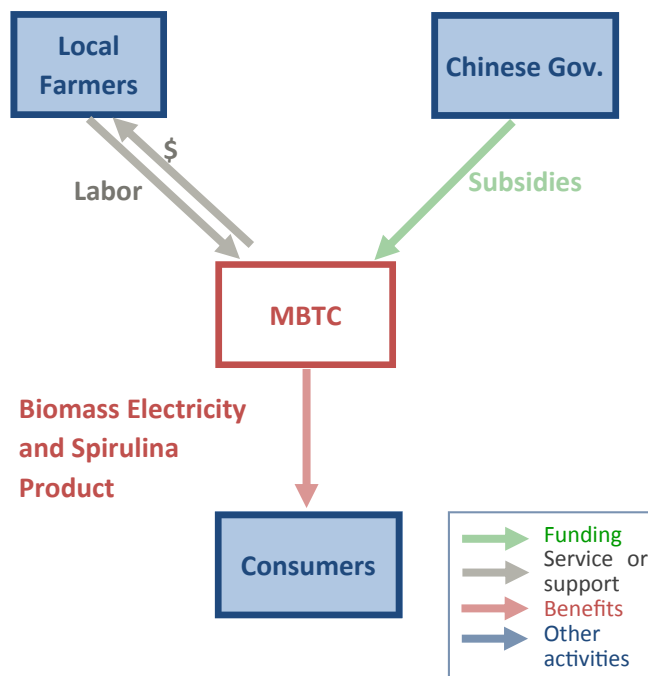 Local
Farmers
Chinese Gov.
$
Labor
Subsidies
MBTC
Biomass Electricity
and Spirulina
Product
Consumers
Funding
Service or
support
Benefits
Other
activities